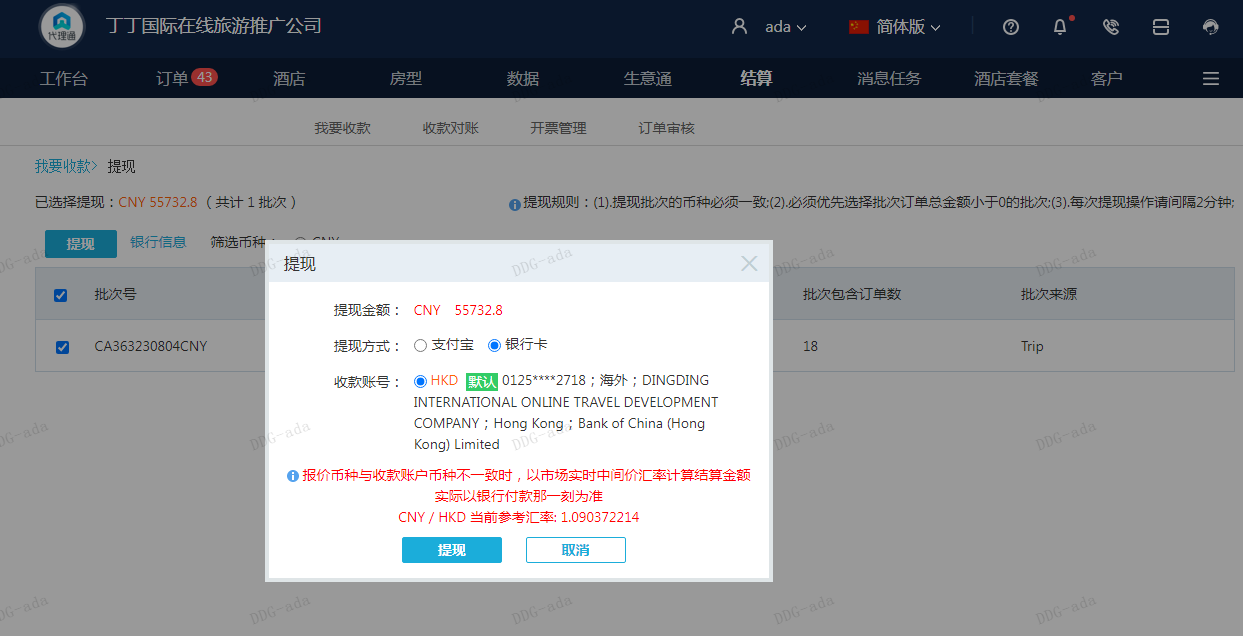 代理通
丁丁国际在线旅游推广公司
ada
简体版
工作台
订单 43
酒店
房型
数据
生意通
结算
消息任务
酒店套餐
客户
我要收款
收款对账
开票管理
订单审核
我要收款> 提现
已选择提现：CNY 55732.8（ 共计 1 批次 ）
提现规则：(1).提现批次的币种必须一致;(2).必须优先选择批次订单总金额小于0的批次;(3).每次提现操作请间隔2分钟;
提现 银行信息 筛选币种： CNY
批次号
批次包含订单数
批次来源
CA363230804CNY
18
Trip
提现
提现金额： CNY 55732.8
提现方式： 支付宝 银行卡
收款账号： HKD 默认 0125****2718；海外；DINGDING
INTERNATIONAL ONLINE TRAVEL DEVELOPMENT
COMPANY；Hong Kong；Bank of China (Hong
Kong) Limited
报价币种与收款账户币种不一致时，以市场实时中间价汇率计算结算金额
实际以银行付款那一刻为准
CNY / HKD 当前参考汇率: 1.090372214
提现
取消
DDG-ada